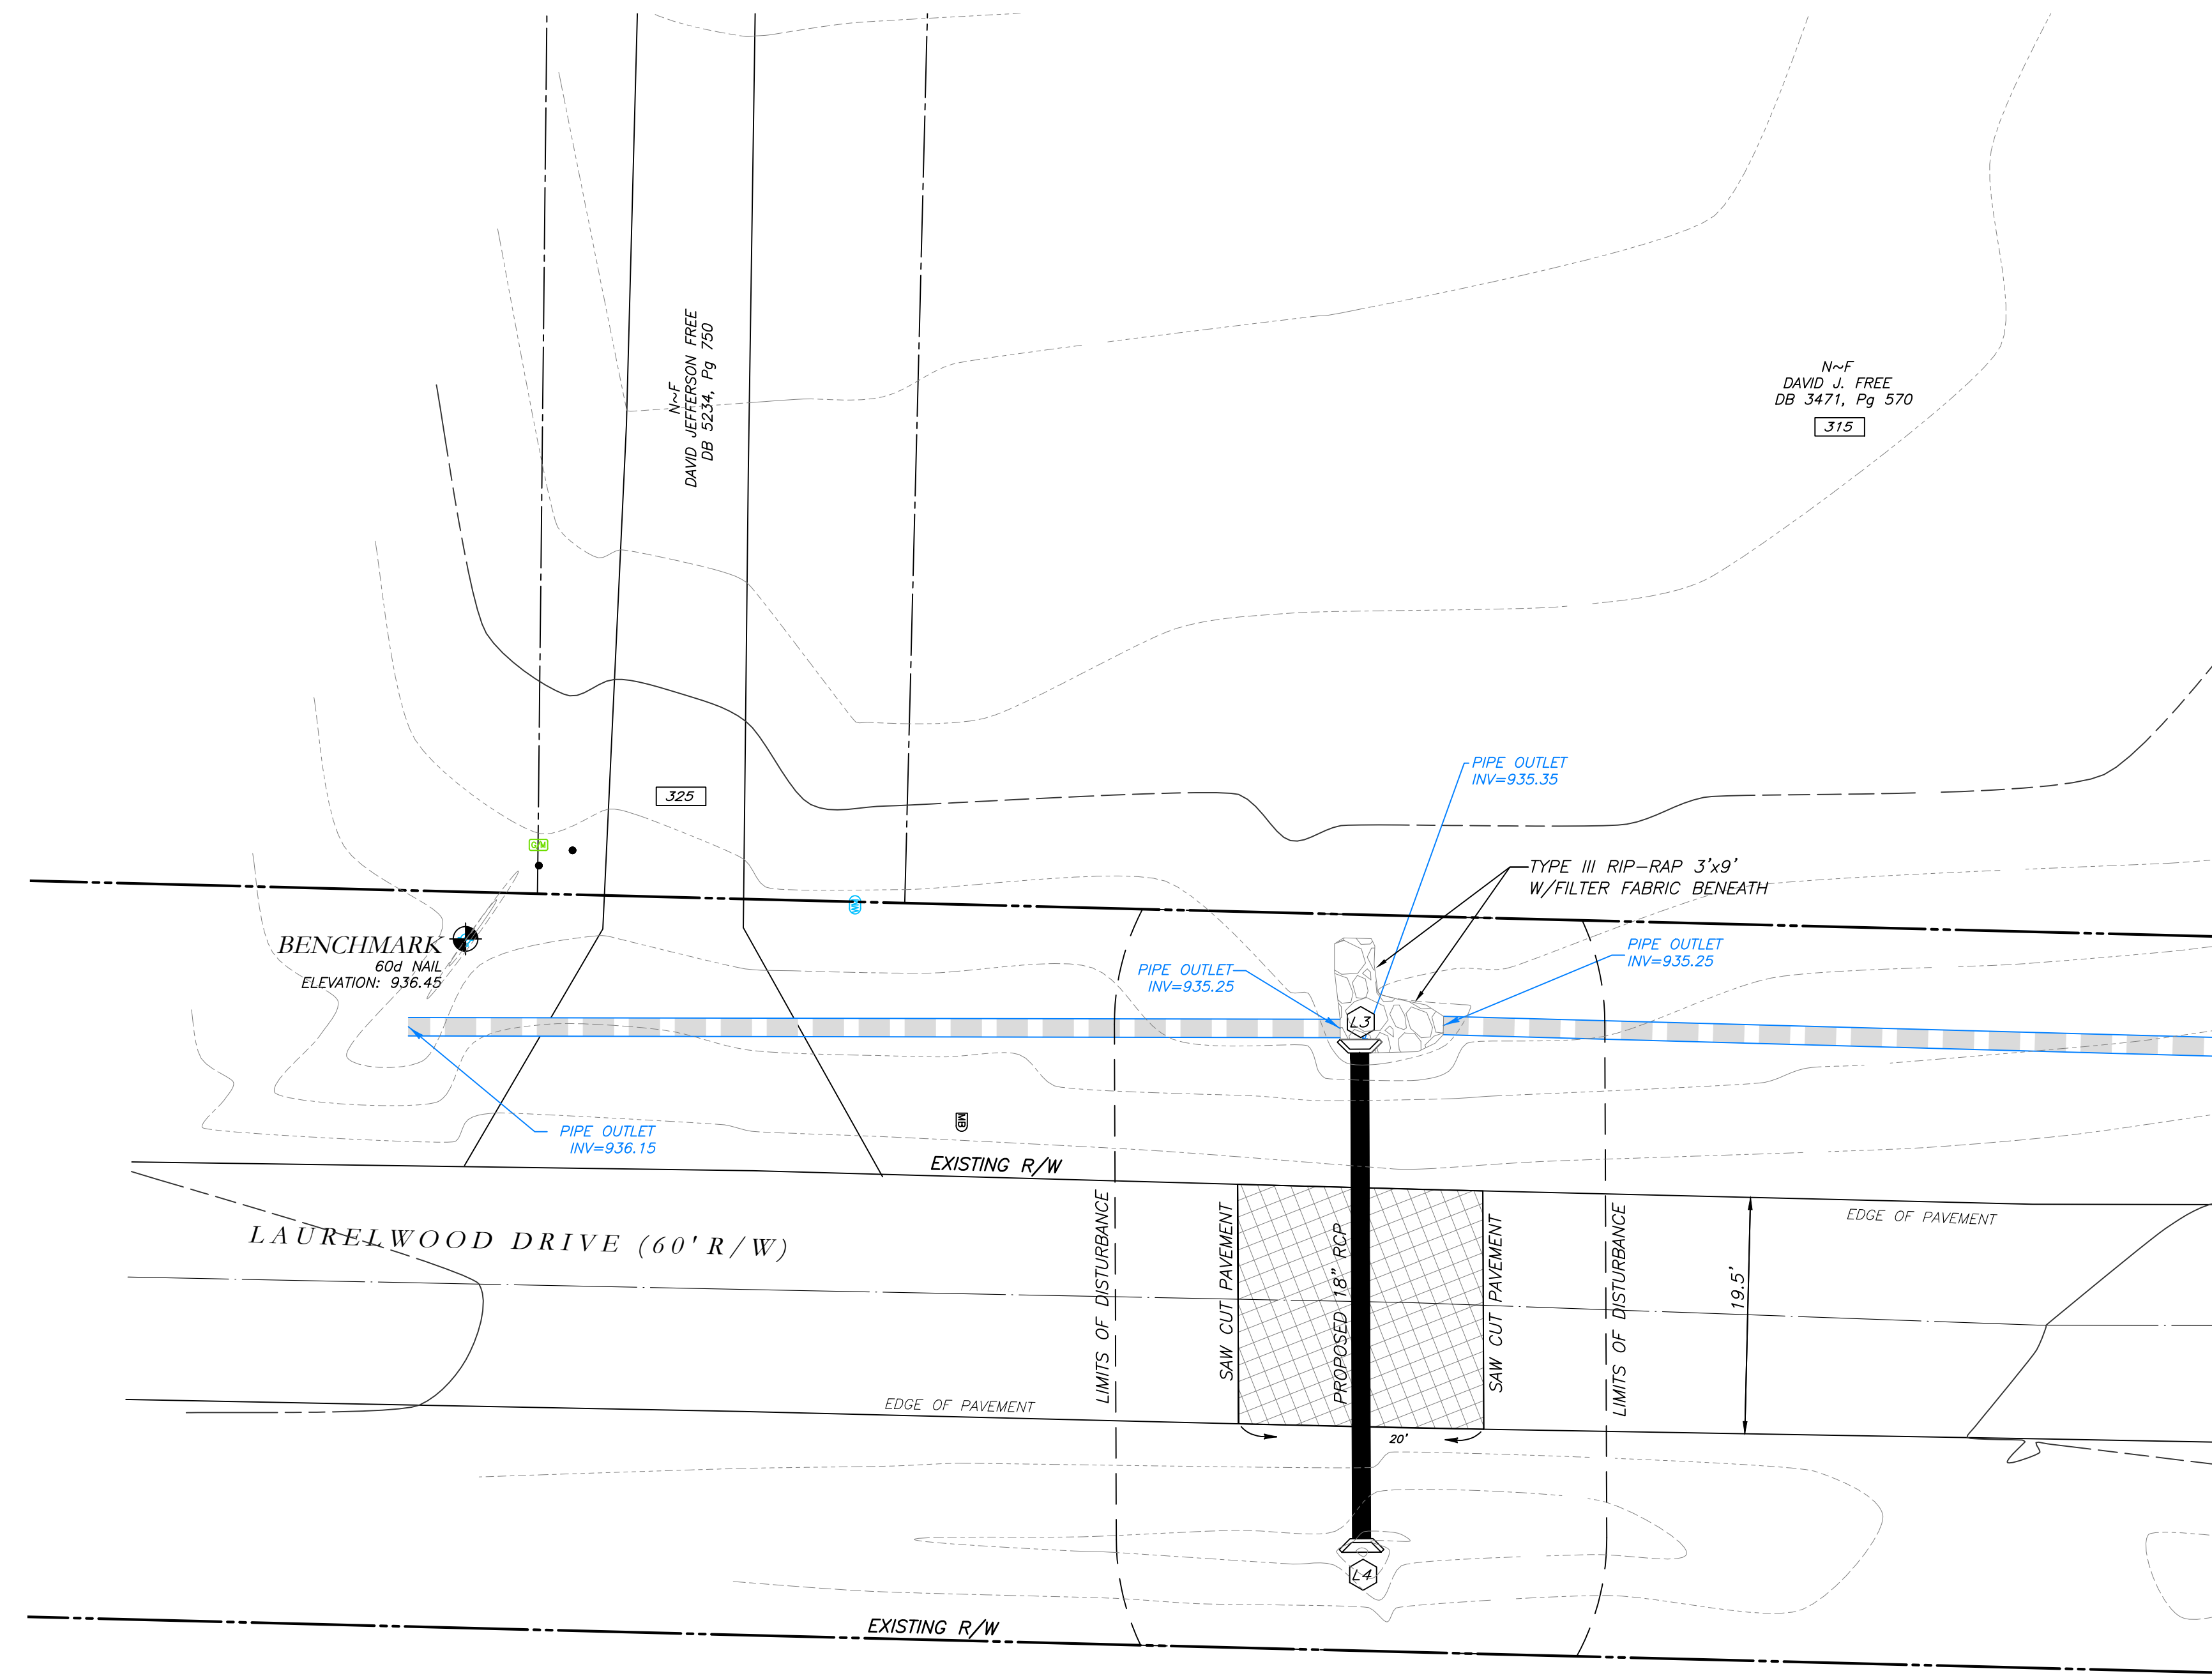 N~F
DAVID JEFFERSON FREE
DB 5234, Pg 750
N~F
DAVID J. FREE
DB 3471, Pg 570
315
PIPE OUTLET
INV=935.35
325
GM
TYPE III RIP-RAP 3'x9'
W/FILTER FABRIC BENEATH
BENCHMARK
60d NAIL
ELEVATION: 936.45
PIPE OUTLET
INV=935.25
PIPE OUTLET
INV=935.25
L3
PIPE OUTLET
INV=936.15
MB
EXISTING R/W
LAURELWOOD DRIVE (60' R/W)
LIMITS OF DISTURBANCE
SAW CUT PAVEMENT
PROPOSED 18" RCP
SAW CUT PAVEMENT
LIMITS OF DISTURBANCE
19.5'
EDGE OF PAVEMENT
EDGE OF PAVEMENT
20'
L4
EXISTING R/W